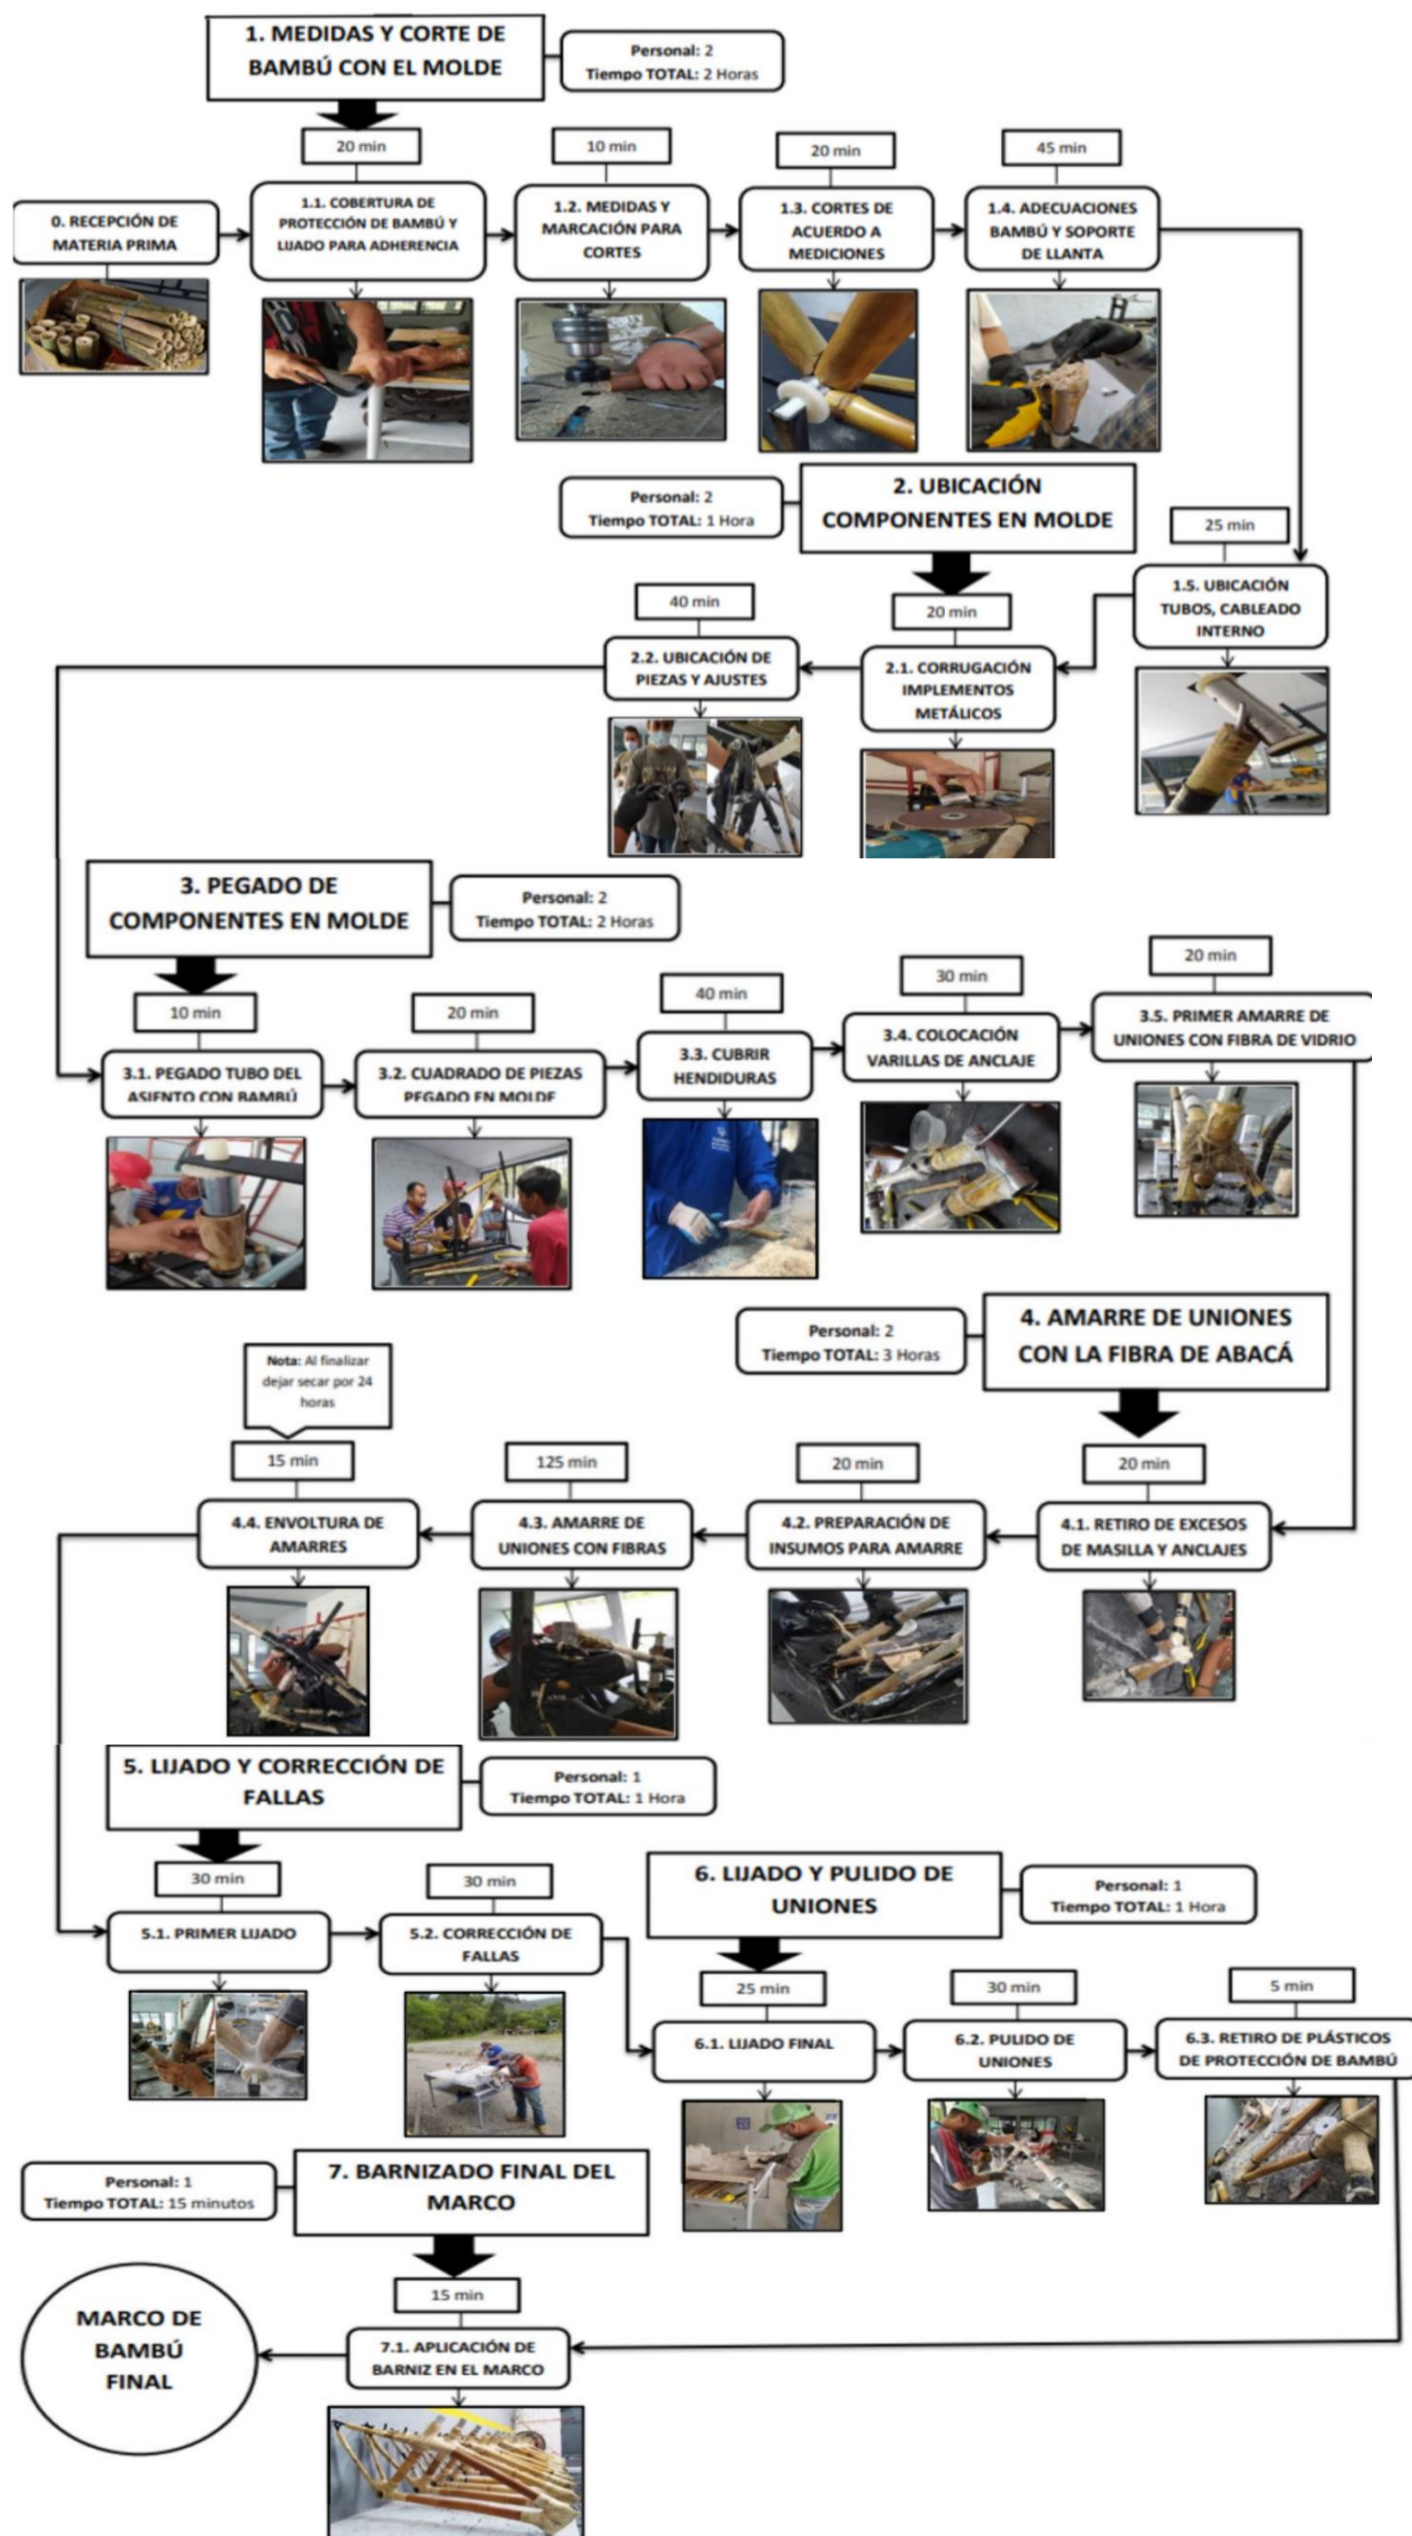 1. MEDIDAS Y CORTE DE
BAMBÚ CON EL MOLDE
Personal: 2
Tiempo TOTAL: 2 Horas
20 min
10 min
20 min
45 min
0. RECEPCIÓN DE
MATERIA PRIMA
1.1. COBERTURA DE
PROTECCIÓN DE BAMBÚ Y
LIJADO PARA ADHERENCIA
1.2. MEDIDAS Y
MARCACIÓN PARA
CORTES
1.3. CORTES DE
ACUERDO A
MEDICIONES
1.4. ADECUACIONES
BAMBÚ Y SOPORTE
DE LLANTA
2. UBICACIÓN
COMPONENTES EN MOLDE
Personal: 2
Tiempo TOTAL: 1 Hora
25 min
1.5. UBICACIÓN
TUBOS, CABLEADO
INTERNO
20 min
2.1. CORRUGACIÓN
IMPLEMENTOS
METÁLICOS
40 min
2.2. UBICACIÓN DE
PIEZAS Y AJUSTES
3. PEGADO DE
COMPONENTES EN MOLDE
Personal: 2
Tiempo TOTAL: 2 Horas
10 min
20 min
40 min
30 min
20 min
3.1. PEGADO TUBO DEL
ASIENTO CON BAMBÚ
3.2. CUADRADO DE PIEZAS
PEGADO EN MOLDE
3.3. CUBRIR
HENDIDURAS
3.4. COLOCACIÓN
VARILLAS DE ANCLAJE
3.5. PRIMER AMARRE DE
UNIONES CON FIBRA DE VIDRIO
4. AMARRE DE UNIONES
CON LA FIBRA DE ABACÁ
Personal: 2
Tiempo TOTAL: 3 Horas
20 min
4.1. RETIRO DE EXCESOS
DE MASILLA Y ANCLAJES
20 min
4.2. PREPARACIÓN DE
INSUMOS PARA AMARRE
125 min
4.3. AMARRE DE
UNIONES CON FIBRAS
Nota: Al finalizar
dejar secar por 24
horas
15 min
4.4. ENVOLTURA DE
AMARRES
5. LIJADO Y CORRECCIÓN DE
FALLAS
Personal: 1
Tiempo TOTAL: 1 Hora
30 min
5.1. PRIMER LIJADO
30 min
5.2. CORRECCIÓN DE
FALLAS
6. LIJADO Y PULIDO DE
UNIONES
Personal: 1
Tiempo TOTAL: 1 Hora
25 min
6.1. LIJADO FINAL
30 min
6.2. PULIDO DE
UNIONES
5 min
6.3. RETIRO DE PLÁSTICOS
DE PROTECCIÓN DE BAMBÚ
7. BARNIZADO FINAL DEL
MARCO
Personal: 1
Tiempo TOTAL: 15 minutos
15 min
7.1. APLICACIÓN DE
BARNIZ EN EL MARCO
MARCO DE
BAMBÚ
FINAL